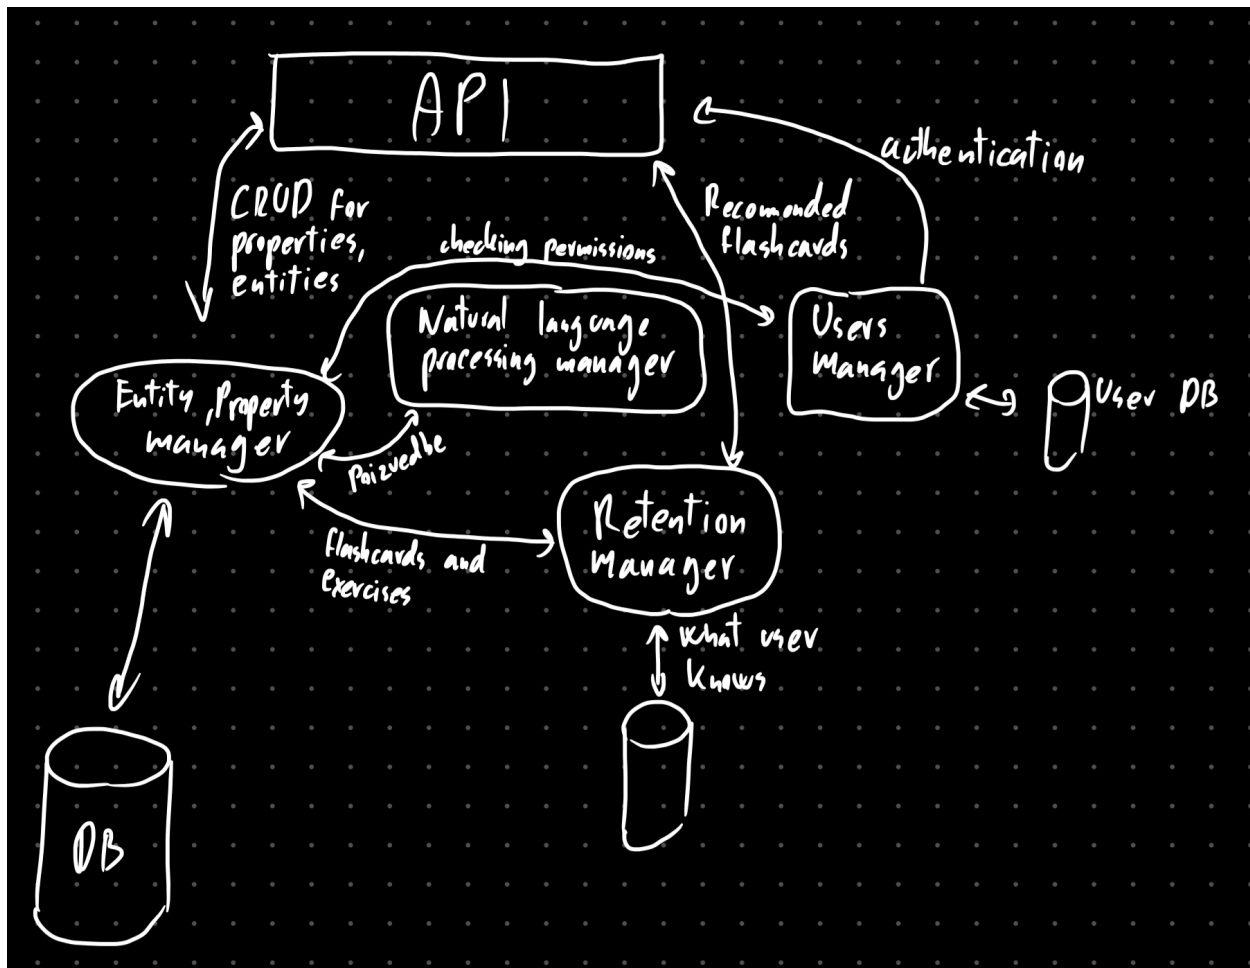 API
authentication
CRUD for
properties,
entities
Recomonded
flashcards
checking permissions
Natural language
processing manager
Users
manager
User DB
Entity, Property
manager
Poizvedbe
Retention
Manager
flashcards and
exercises
What user
knows
DB